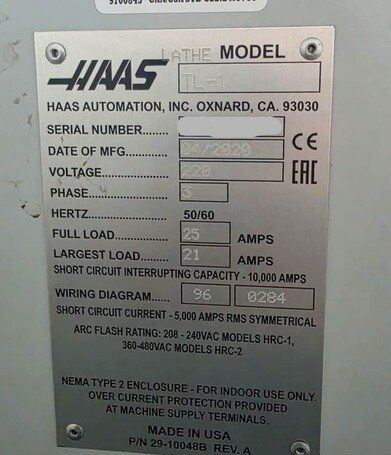 LATHE MODEL
HAAS TL-1
HAAS AUTOMATION, INC. OXNARD, CA. 93030
SERIAL NUMBER
DATE OF MFG. 06/2020
VOLTAGE 220
PHASE 3
HERTZ 50/60
FULL LOAD 25 AMPS
LARGEST LOAD 21 AMPS
CE
EAC
SHORT CIRCUIT INTERRUPTING CAPACITY - 10,000 AMPS
WIRING DIAGRAM 96 0284
SHORT CIRCUIT CURRENT - 5,000 AMPS RMS SYMMETRICAL
ARC FLASH RATING: 208 - 240VAC MODELS HRC-1,
360-480VAC MODELS HRC-2
NEMA TYPE 2 ENCLOSURE - FOR INDOOR USE ONLY.
OVER CURRENT PROTECTION PROVIDED
AT MACHINE SUPPLY TERMINALS.
MADE IN USA
P/N 29-10048B REV. A